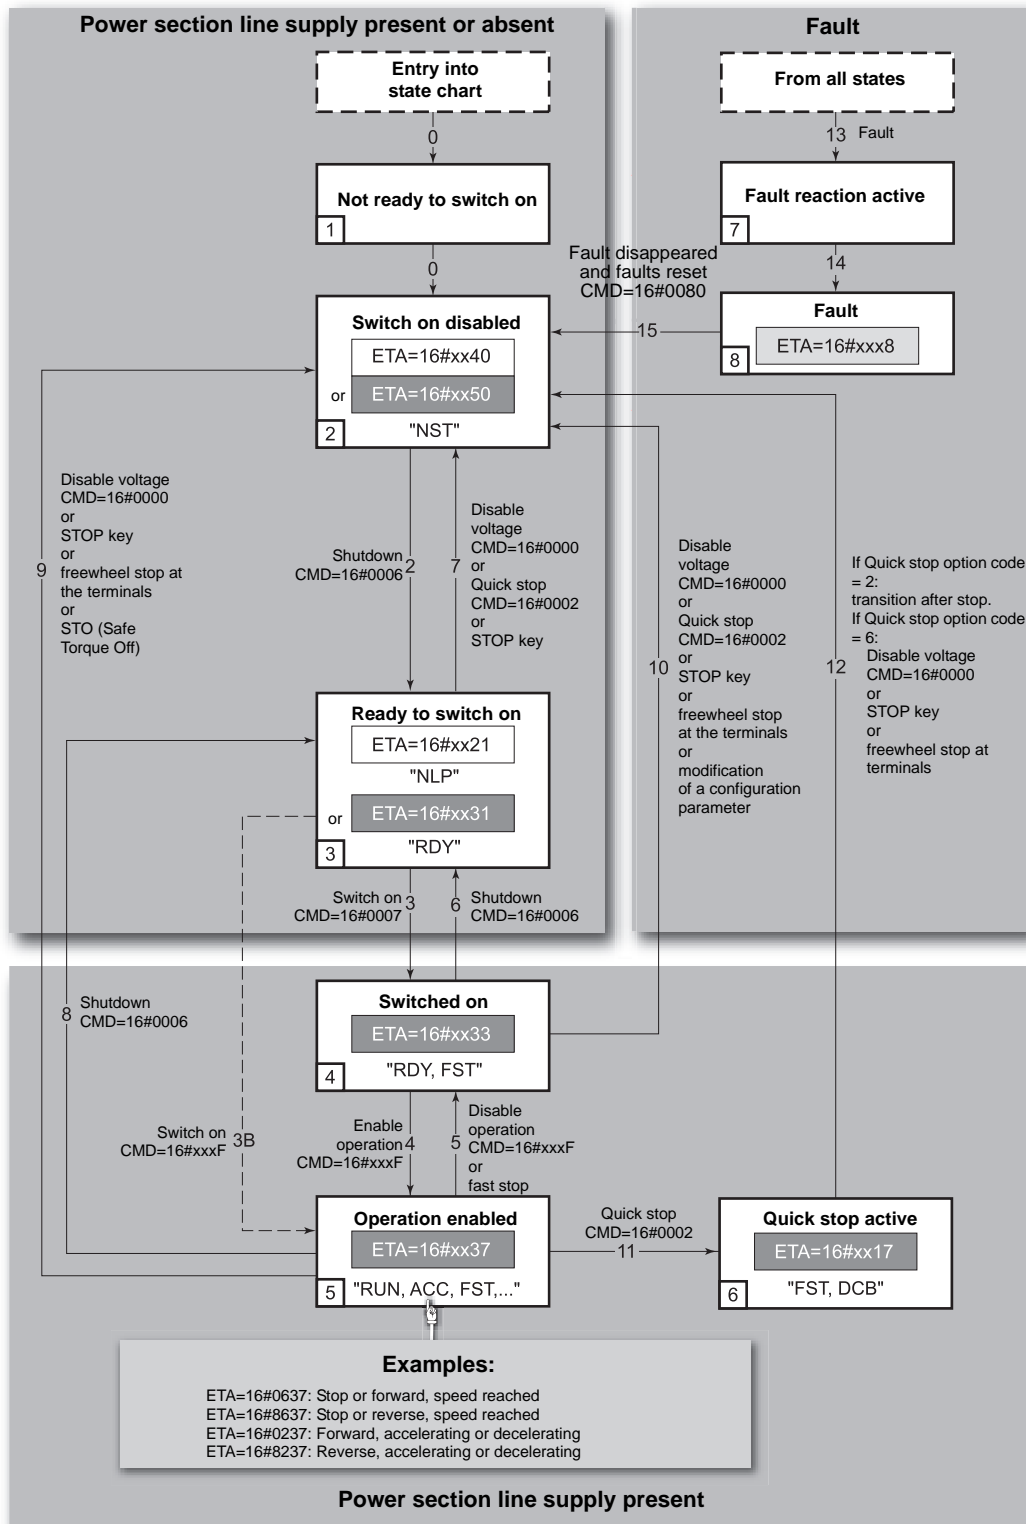 Power section line supply present or absent
Entry into
state chart
0
Not ready to switch on
1
0
Switch on disabled
ETA=16#xx40
or
ETA=16#xx50
"NST"
2
Disable voltage
CMD=16#0000
or
STOP key
or
freewheel stop at
the terminals
or
STO (Safe
Torque Off)
9
Shutdown
CMD=16#0006
2
7
Disable
voltage
CMD=16#0000
or
Quick stop
CMD=16#0002
or
STOP key
Ready to switch on
ETA=16#xx21
"NLP"
or
ETA=16#xx31
"RDY"
3
Switch on
CMD=16#0007
3
6
Shutdown
CMD=16#0006
Fault
From all states
13
Fault
Fault reaction active
7
14
Fault
ETA=16#xxx8
8
Fault disappeared
and faults reset
CMD=16#0080
15
Disable
voltage
CMD=16#0000
or
Quick stop
CMD=16#0002
or
STOP key
or
freewheel stop
at the terminals
or
modification
of a configuration
parameter
10
12
If Quick stop option code
= 2:
transition after stop.
If Quick stop option code
= 6:
Disable voltage
CMD=16#0000
or
STOP key
or
freewheel stop at
terminals
8
Shutdown
CMD=16#0006
Switched on
ETA=16#xx33
"RDY, FST"
4
Switch on
CMD=16#xxxF
3B
Enable
operation
CMD=16#xxxF
4
5
Disable
operation
CMD=16#xxxF
or
fast stop
Operation enabled
ETA=16#xx37
"RUN, ACC, FST,..."
5
Quick stop
CMD=16#0002
11
Quick stop active
ETA=16#xx17
"FST, DCB"
6
Examples:
ETA=16#0637: Stop or forward, speed reached
ETA=16#8637: Stop or reverse, speed reached
ETA=16#0237: Forward, accelerating or decelerating
ETA=16#8237: Reverse, accelerating or decelerating
Power section line supply present